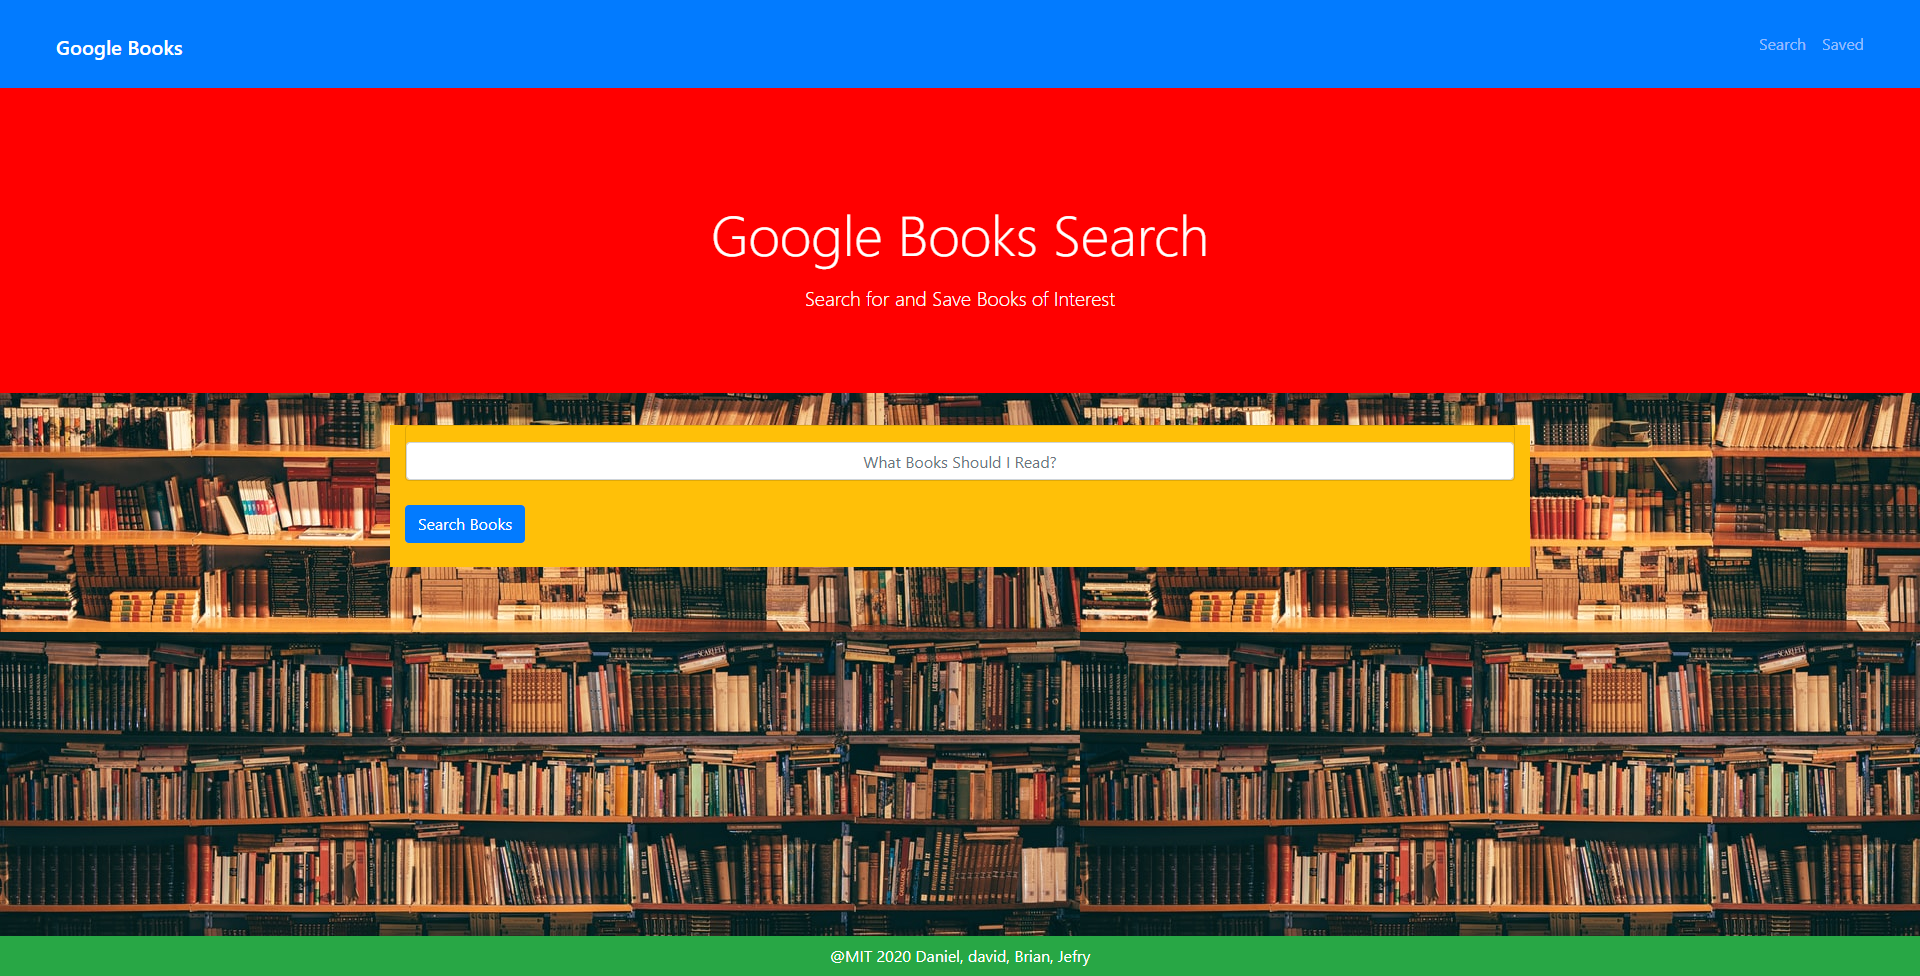 Google Books
Search Saved
Google Books Search
Search for and Save Books of Interest
What Books Should I Read?
Search Books
@MIT 2020 Daniel, david, Brian, Jefry